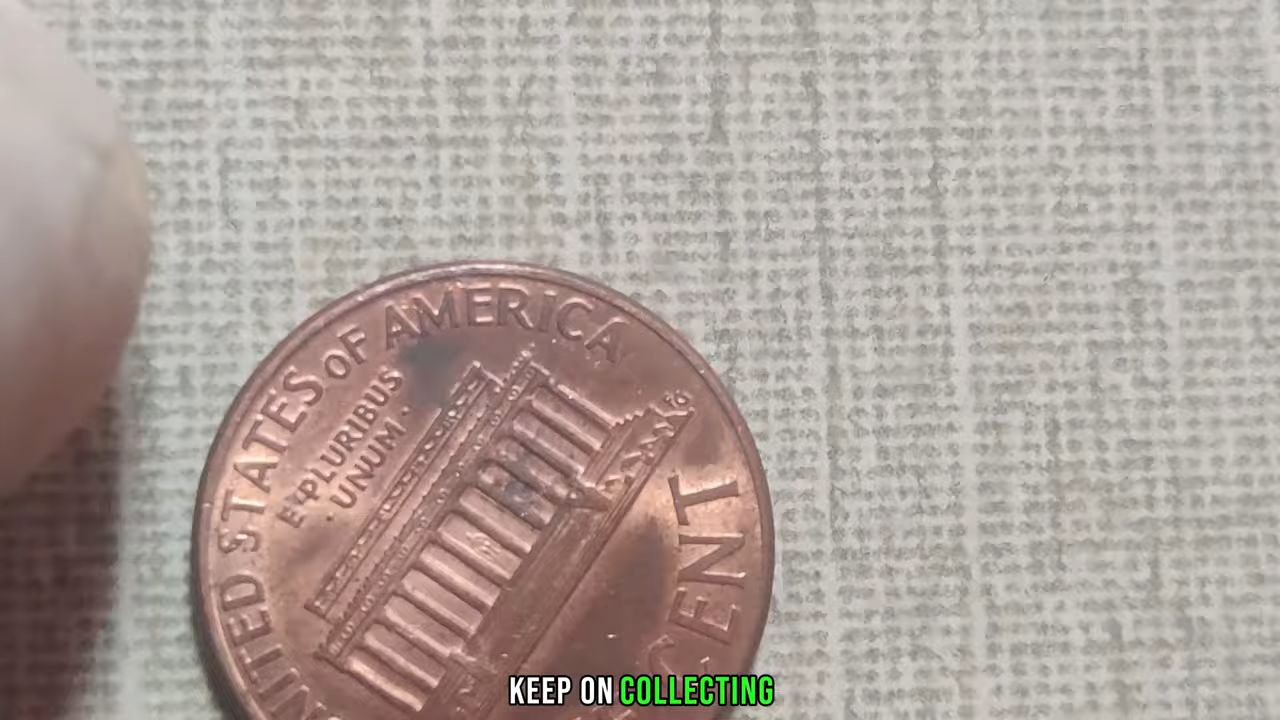 UNITED STATES OF AMERICA
E·PLURIBUS
·UNUM·
CENT
KEEP ON COLLECTING